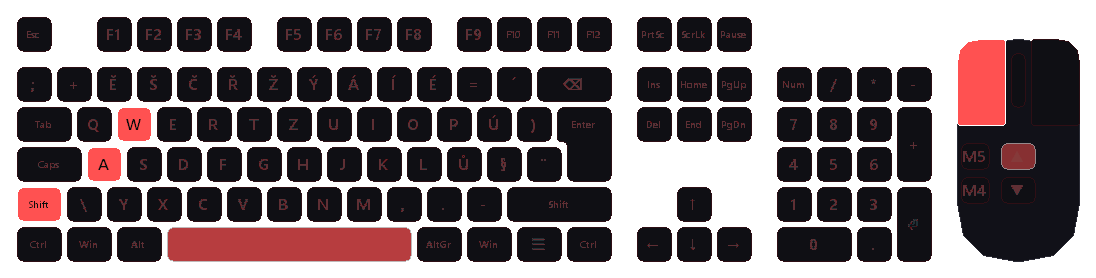 Esc F1 F2 F3 F4 F5 F6 F7 F8 F9 F10 F11 F12 PrtSc ScrLk Pause
; + Ě Š Č Ř Ž Ý Á Í É = ´ ⌫ Ins Home PgUp Num / * -
Tab Q W E R T Z U I O P Ú ) Enter Del End PgDn 7 8 9 +
Caps A S D F G H J K L Ů § ¨ 4 5 6 M5 ▲
Shift \ Y X C V B N M , . - Shift ↑ 1 2 3 M4 ▼
Ctrl Win Alt AltGr Win ☰ Ctrl ← ↓ → 0 .